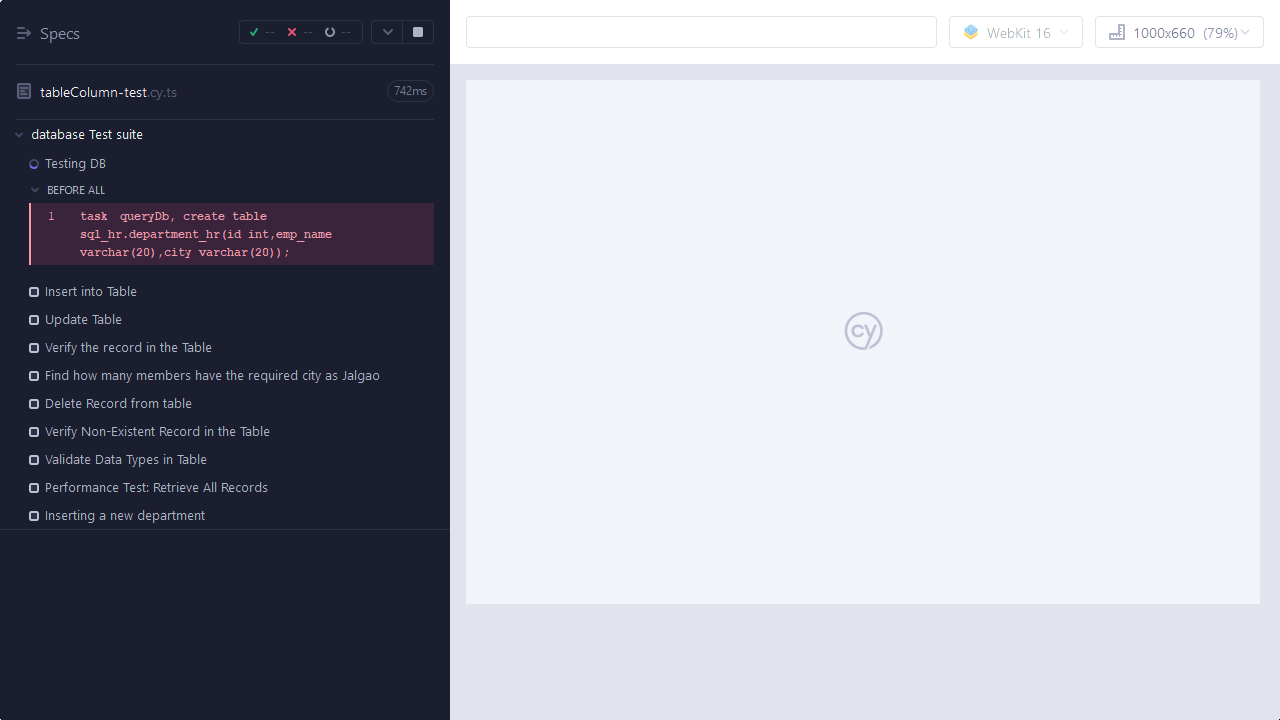 Specs
--
--
--
WebKit 16
1000x660 (79%)
tableColumn-test.cy.ts
742ms
database Test suite
Testing DB
BEFORE ALL
1 task queryDb, create table
sql_hr.department_hr(id int,emp_name
varchar(20),city varchar(20));
Insert into Table
Update Table
Verify the record in the Table
Find how many members have the required city as Jalgao
Delete Record from table
Verify Non-Existent Record in the Table
Validate Data Types in Table
Performance Test: Retrieve All Records
Inserting a new department
cy